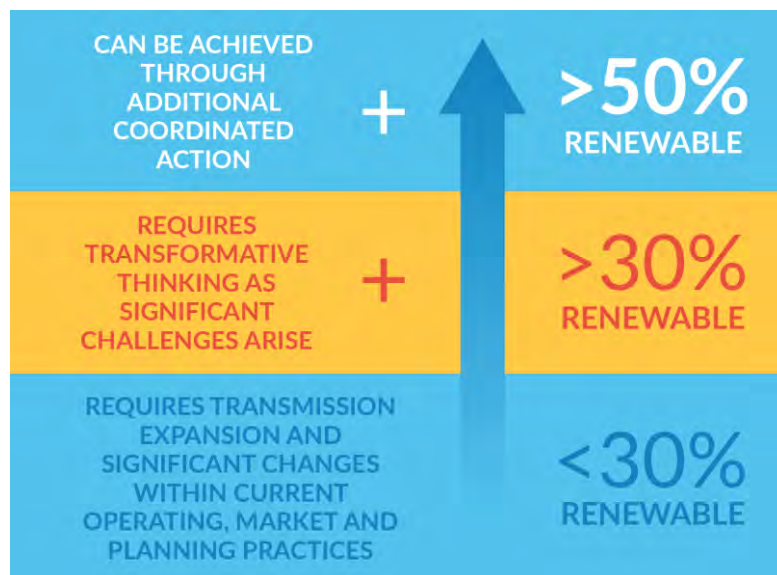 CAN BE ACHIEVED
THROUGH
ADDITIONAL
COORDINATED
ACTION
+
>50%
RENEWABLE
REQUIRES
TRANSFORMATIVE
THINKING AS
SIGNIFICANT
CHALLENGES ARISE
+
>30%
RENEWABLE
REQUIRES TRANSMISSION
EXPANSION AND
SIGNIFICANT CHANGES
WITHIN CURRENT
OPERATING, MARKET AND
PLANNING PRACTICES
<30%
RENEWABLE